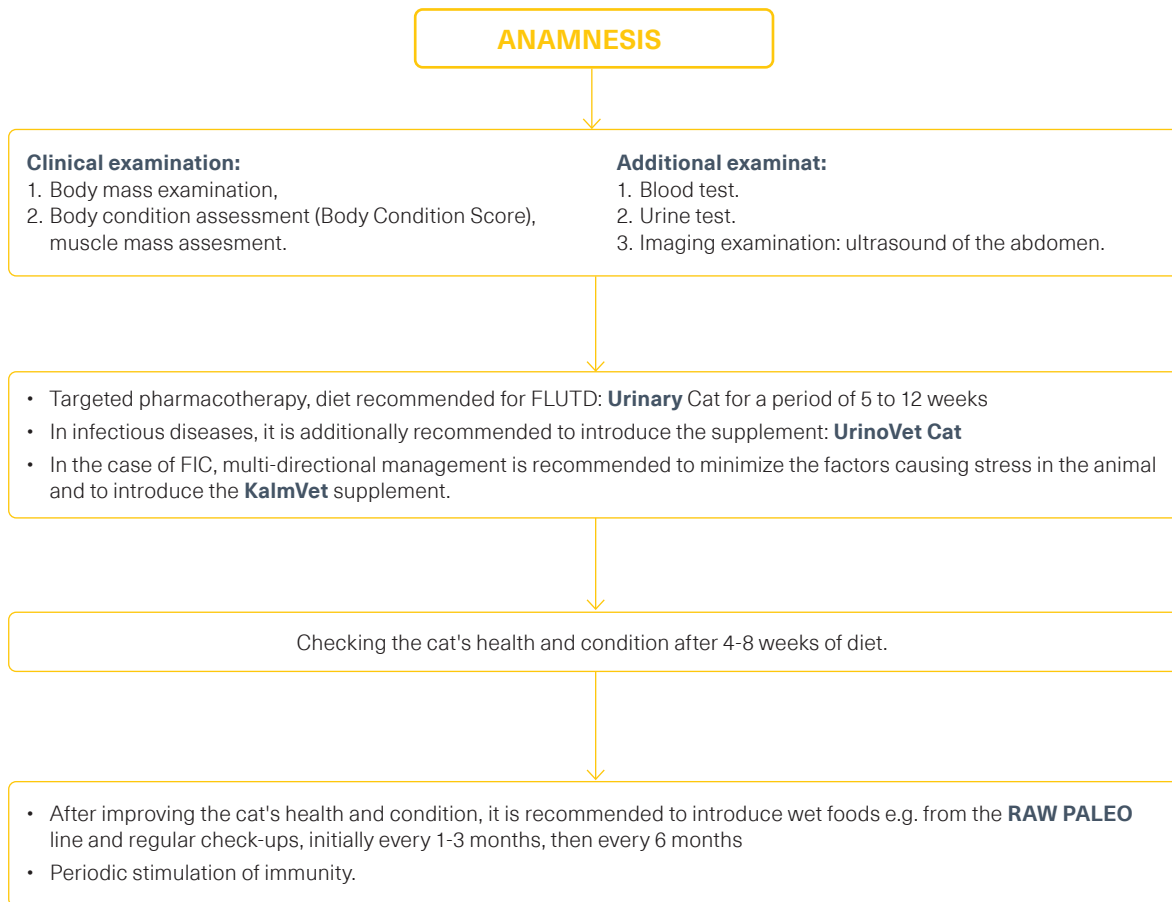 ANAMNESIS
Clinical examination:
1. Body mass examination,
2. Body condition assessment (Body Condition Score),
muscle mass assesment.
Additional examinat:
1. Blood test.
2. Urine test.
3. Imaging examination: ultrasound of the abdomen.
• Targeted pharmacotherapy, diet recommended for FLUTD: Urinary Cat for a period of 5 to 12 weeks
• In infectious diseases, it is additionally recommended to introduce the supplement: UrinoVet Cat
• In the case of FIC, multi-directional management is recommended to minimize the factors causing stress in the animal
and to introduce the KalmVet supplement.
Checking the cat's health and condition after 4-8 weeks of diet.
• After improving the cat's health and condition, it is recommended to introduce wet foods e.g. from the RAW PALEO
line and regular check-ups, initially every 1-3 months, then every 6 months
• Periodic stimulation of immunity.